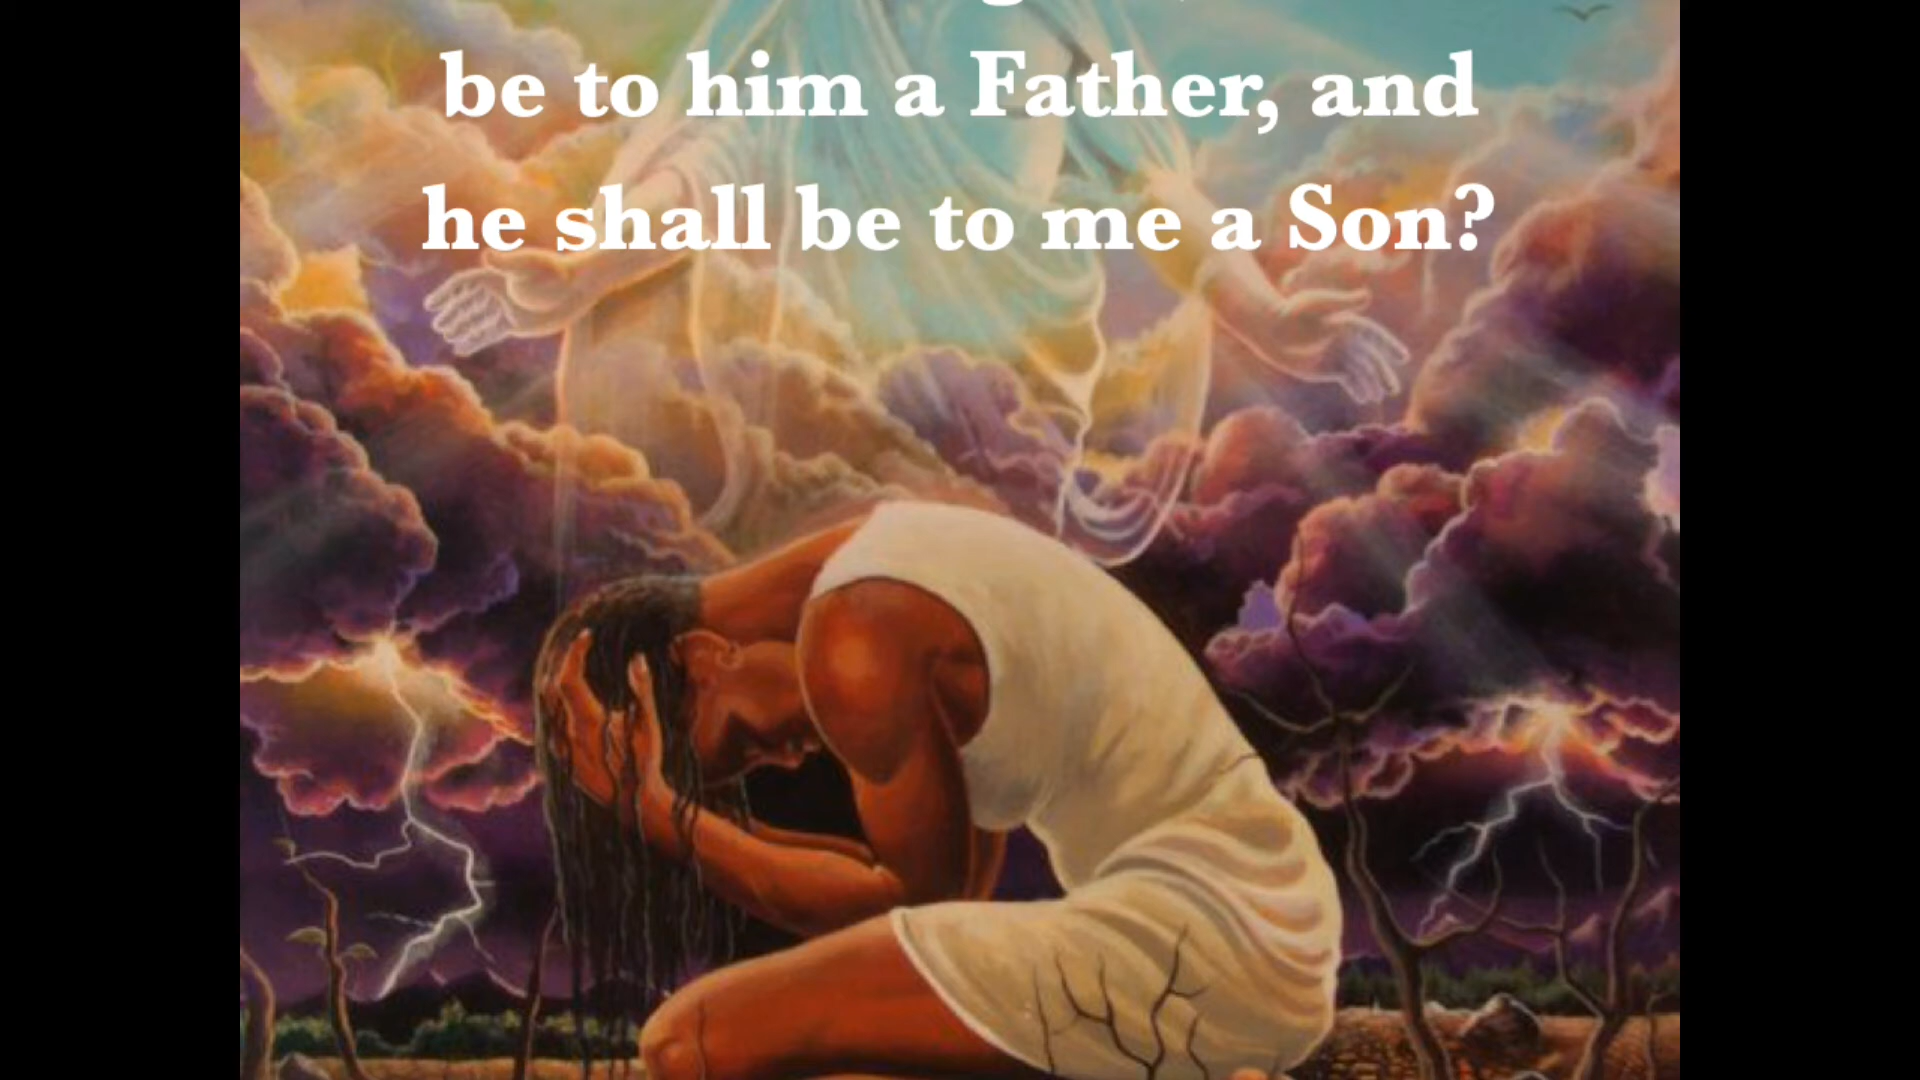 be to him a Father, and
he shall be to me a Son?